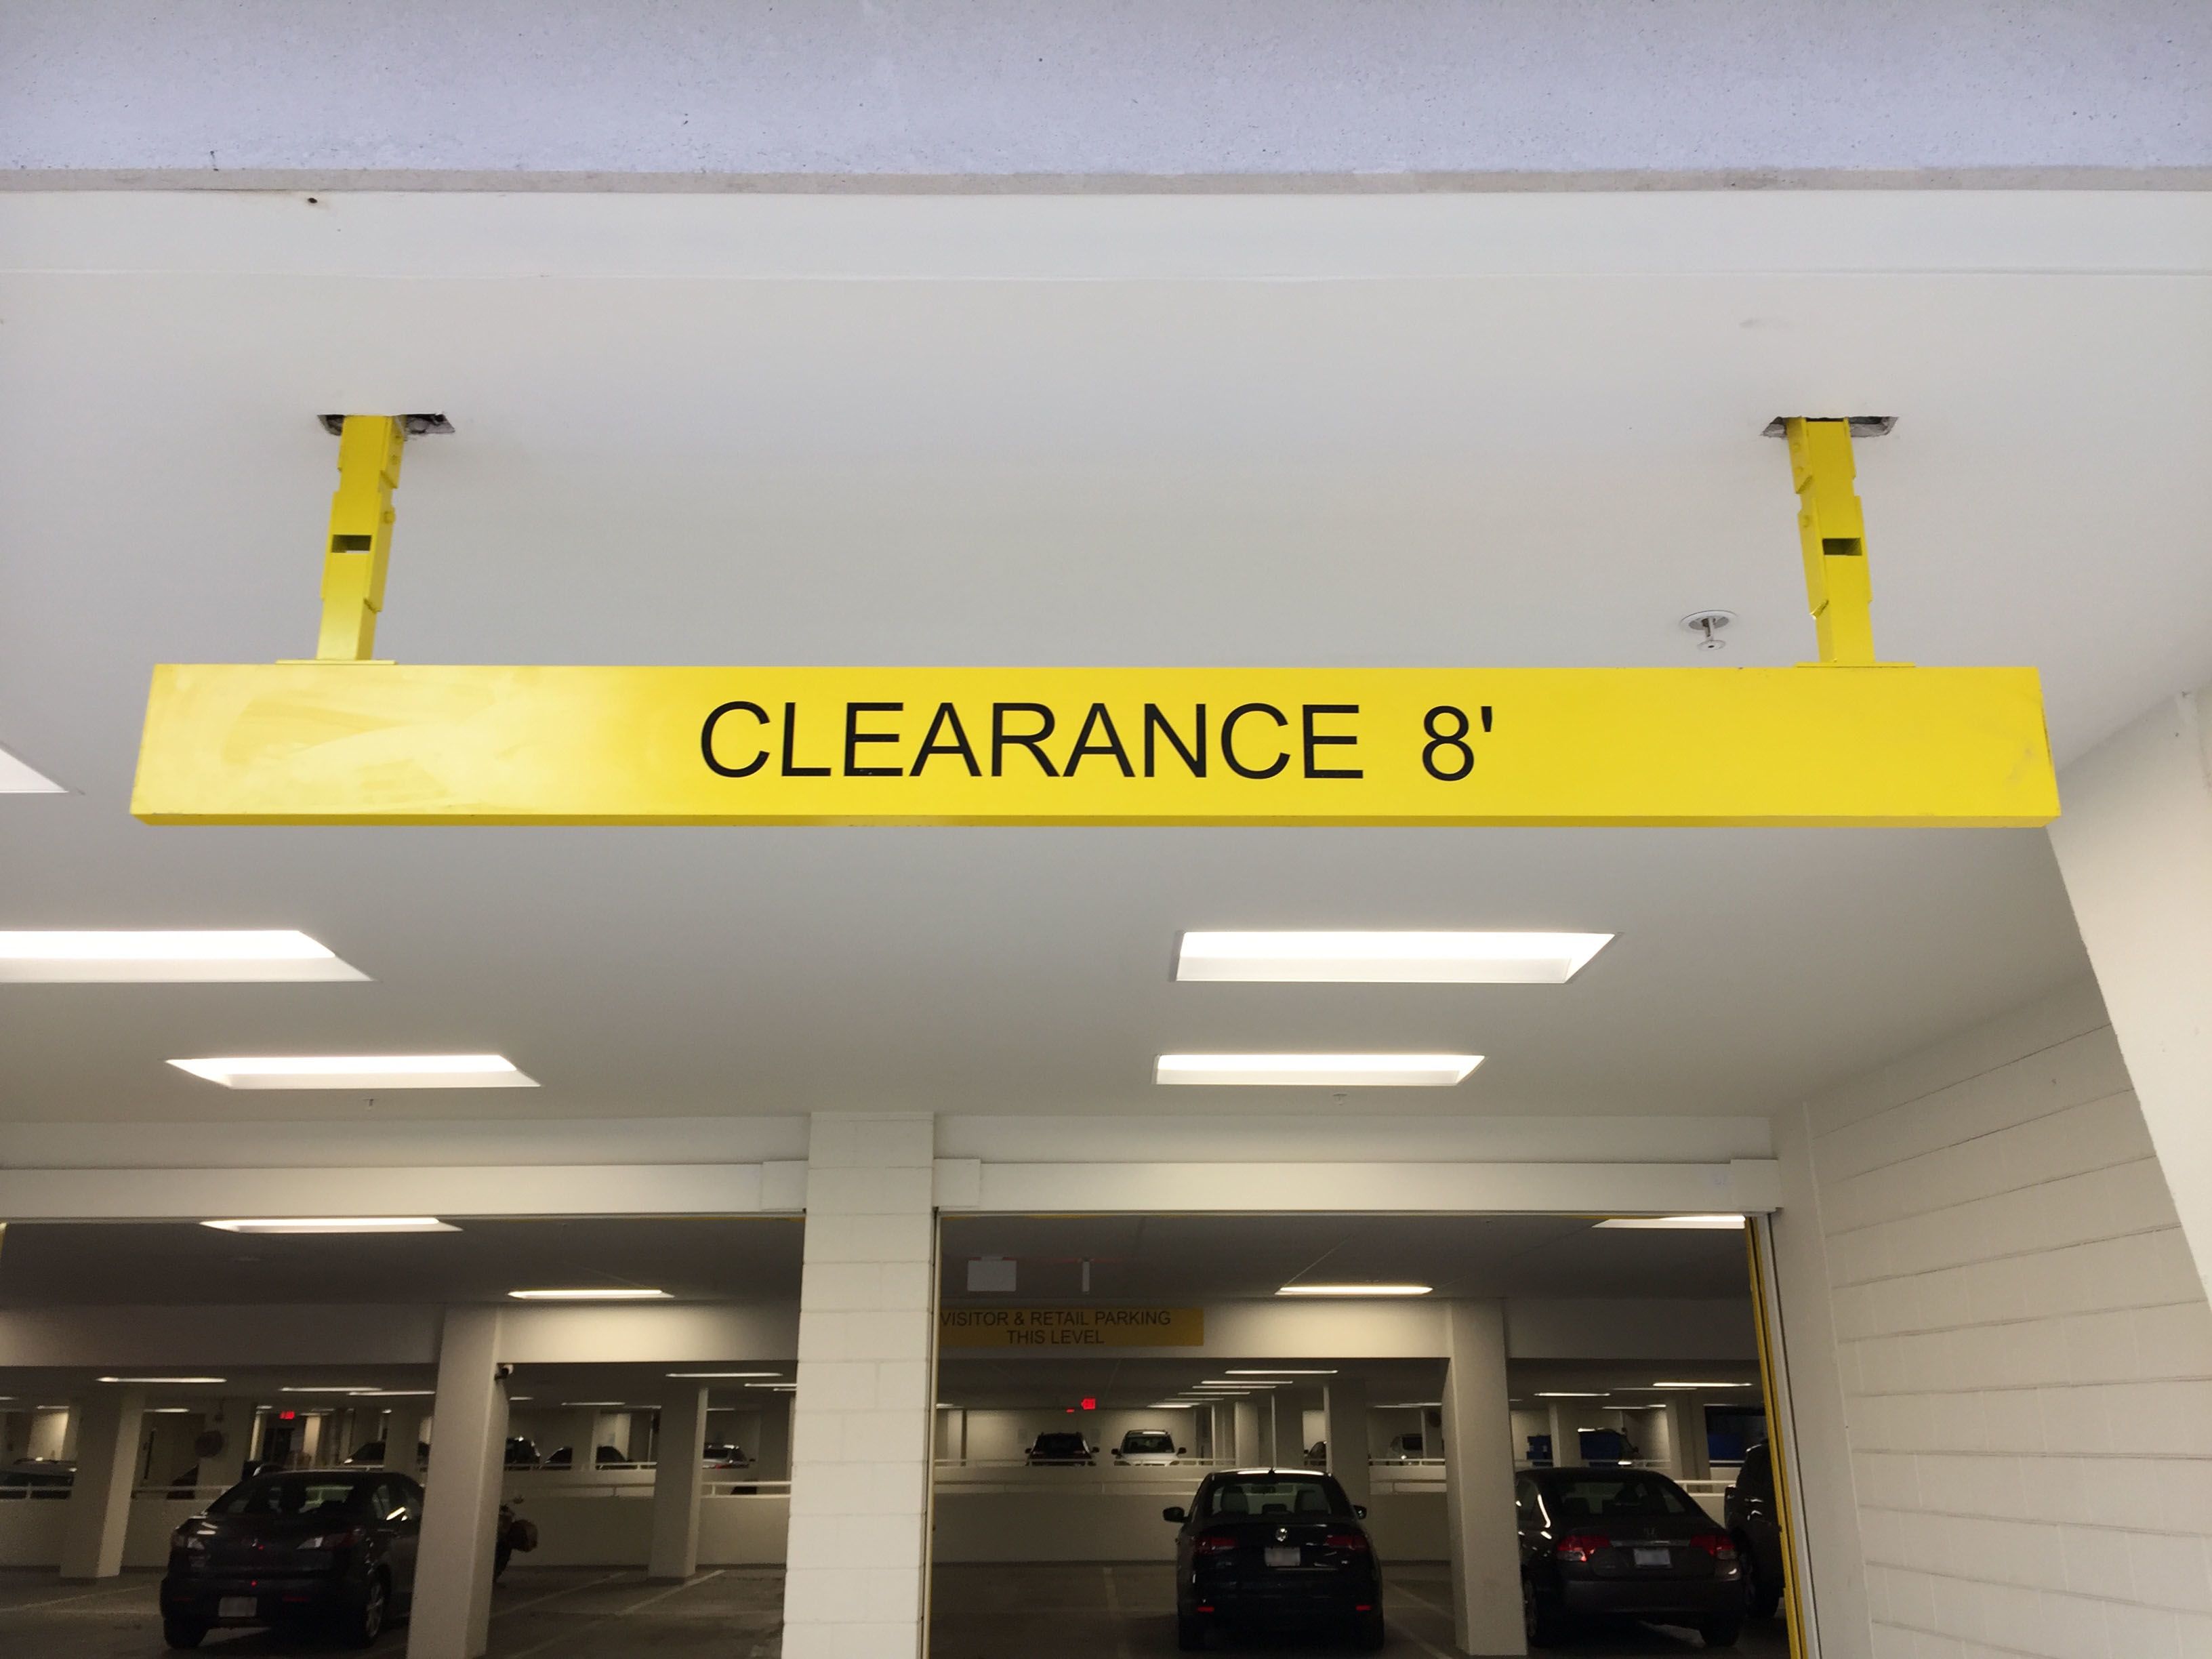 CLEARANCE 8'
VISITOR & RETAIL PARKING
THIS LEVEL